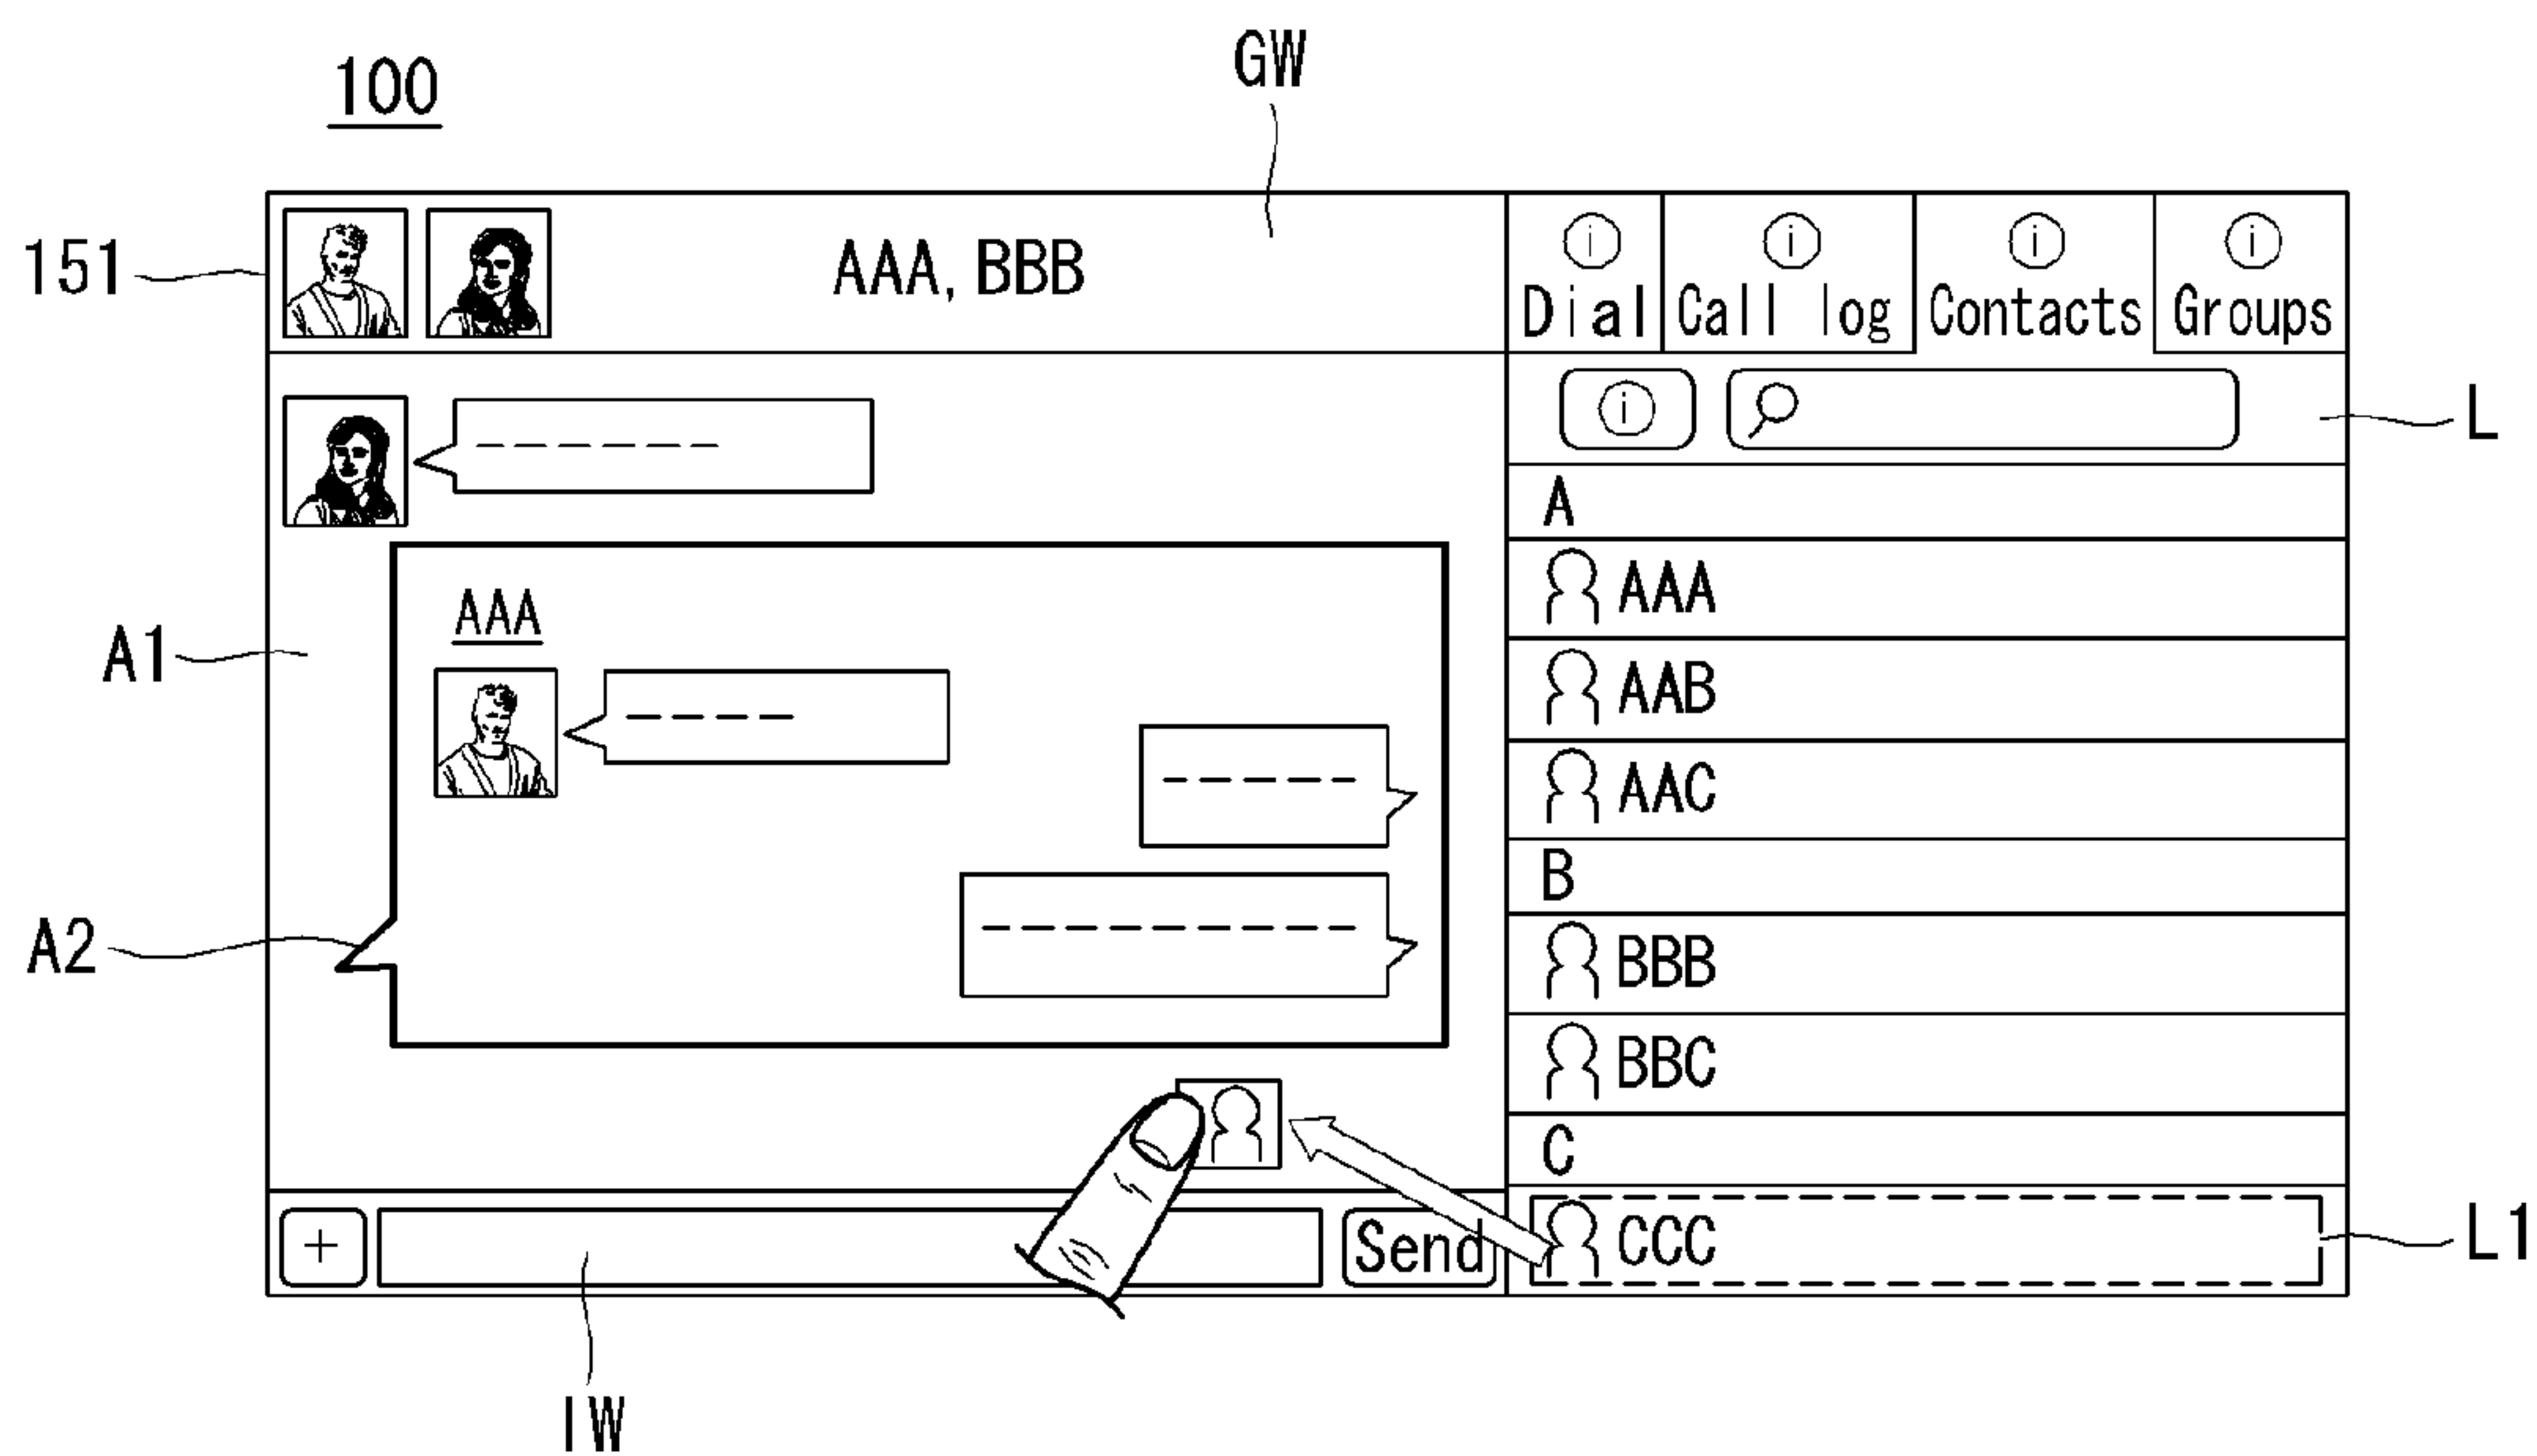 100
GW
151
AAA, BBB
i
Dial
i
Call log
i
Contacts
i
Groups
i
L
A
AAA
AAB
AAC
B
BBB
BBC
C
CCC
L1
A1
AAA
A2
+
Send
IW